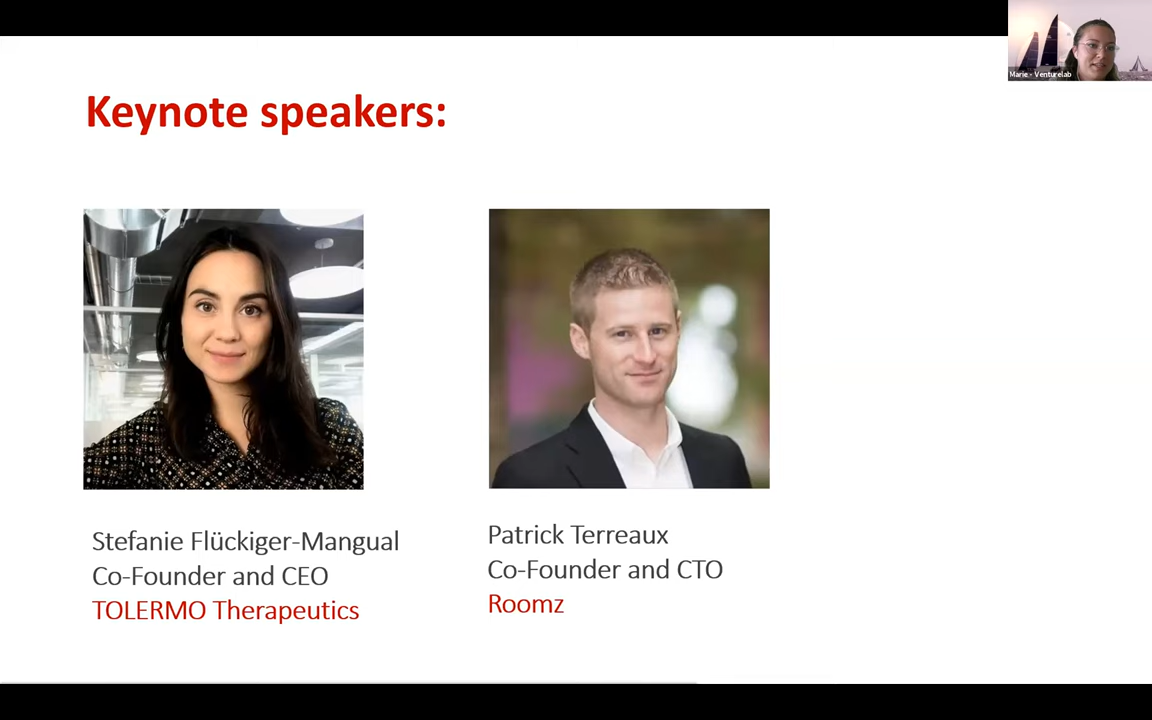 Marie - Venturelab
Keynote speakers:
Stefanie Flückiger-Mangual
Co-Founder and CEO
TOLERMO Therapeutics
Patrick Terreaux
Co-Founder and CTO
Roomz